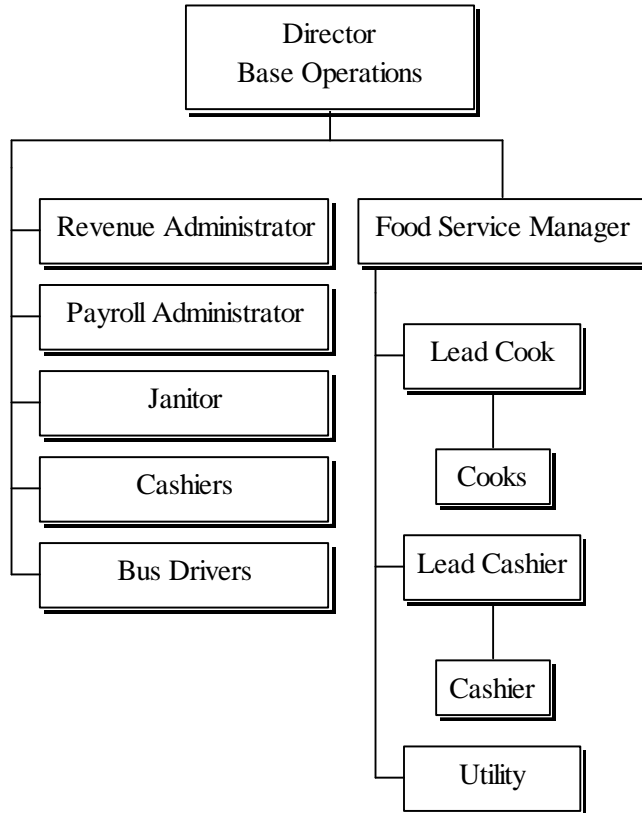 Director
Base Operations
Revenue Administrator
Food Service Manager
Payroll Administrator
Lead Cook
Janitor
Cooks
Cashiers
Lead Cashier
Bus Drivers
Cashier
Utility